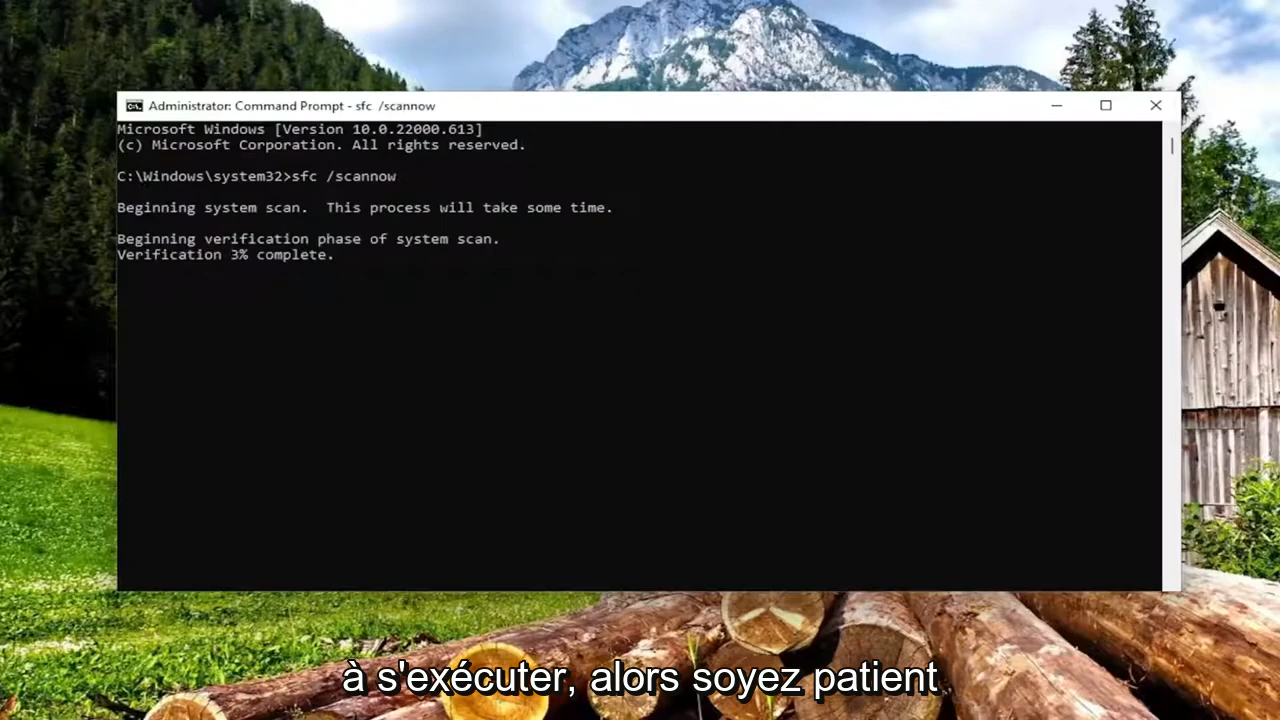 Administrator: Command Prompt - sfc  /scannow
Microsoft Windows [Version 10.0.22000.613]
(c) Microsoft Corporation. All rights reserved.
C:\Windows\system32>sfc /scannow
Beginning system scan.  This process will take some time.
Beginning verification phase of system scan.
Verification 3% complete.
à s'exécuter, alors soyez patient